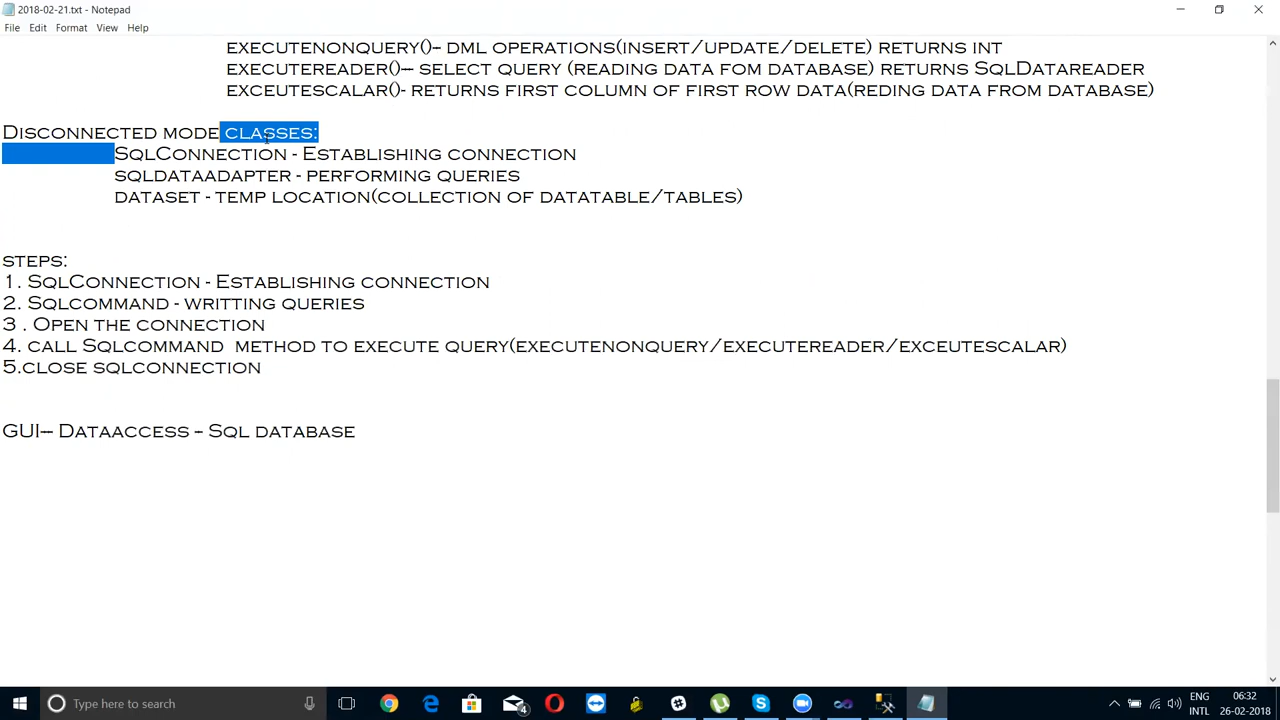 2018-02-21.txt - Notepad
File Edit Format View Help
EXECUTENONQUERY()– DML OPERATIONS(INSERT/UPDATE/DELETE) RETURNS INT
EXECUTEREADER()— SELECT QUERY (READING DATA FOM DATABASE) RETURNS SqlDATAREADER
EXCEUTESCALAR()- RETURNS FIRST COLUMN OF FIRST ROW DATA(REDING DATA FROM DATABASE)
Disconnected mode classes:
SqlConnection - Establishing connection
sqldataadapter - performing queries
dataset - temp location(collection of datatable/tables)
steps:
1. SqlConnection - Establishing connection
2. Sqlcommand - writting queries
3 . Open the connection
4. call Sqlcommand  method to execute query(executenonquery/executereader/exceutescalar)
5.close sqlconnection
GUI— Dataaccess – Sql database
Type here to search
4
ENG
INTL
06:32
26-02-2018